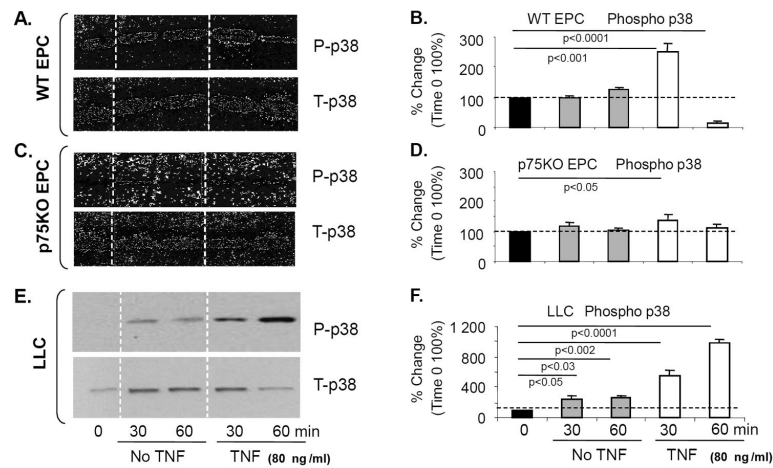 A.
WT EPC
P-p38
T-p38
B.
WT EPC Phospho p38
p<0.0001
p<0.001
% Change
(Time 0 100%)
300
200
100
0
C.
p75KO EPC
P-p38
T-p38
D.
p75KO EPC Phospho p38
p<0.05
% Change
(Time 0 100%)
300
200
100
0
E.
LLC
P-p38
T-p38
0 30 60 30 60 min
No TNF TNF (80 ng/ml)
F.
LLC Phospho p38
p<0.0001
p<0.002
p<0.03
p<0.05
% Change
(Time 0 100%)
1 200
800
400
0
0 30 60 30 60 min
No TNF TNF (80 ng/ml)